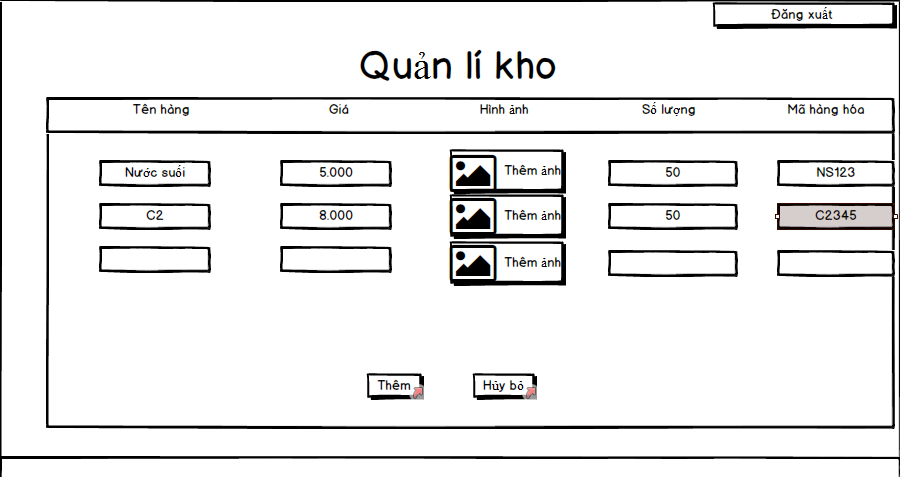 Đăng xuất
Quản lí kho
Tên hàng Giá Hình ảnh Số lượng Mã hàng hóa
Nước suối 5.000 Thêm ảnh 50 NS123
C2 8.000 Thêm ảnh 50 C2345
Thêm ảnh
Thêm Hủy bỏ